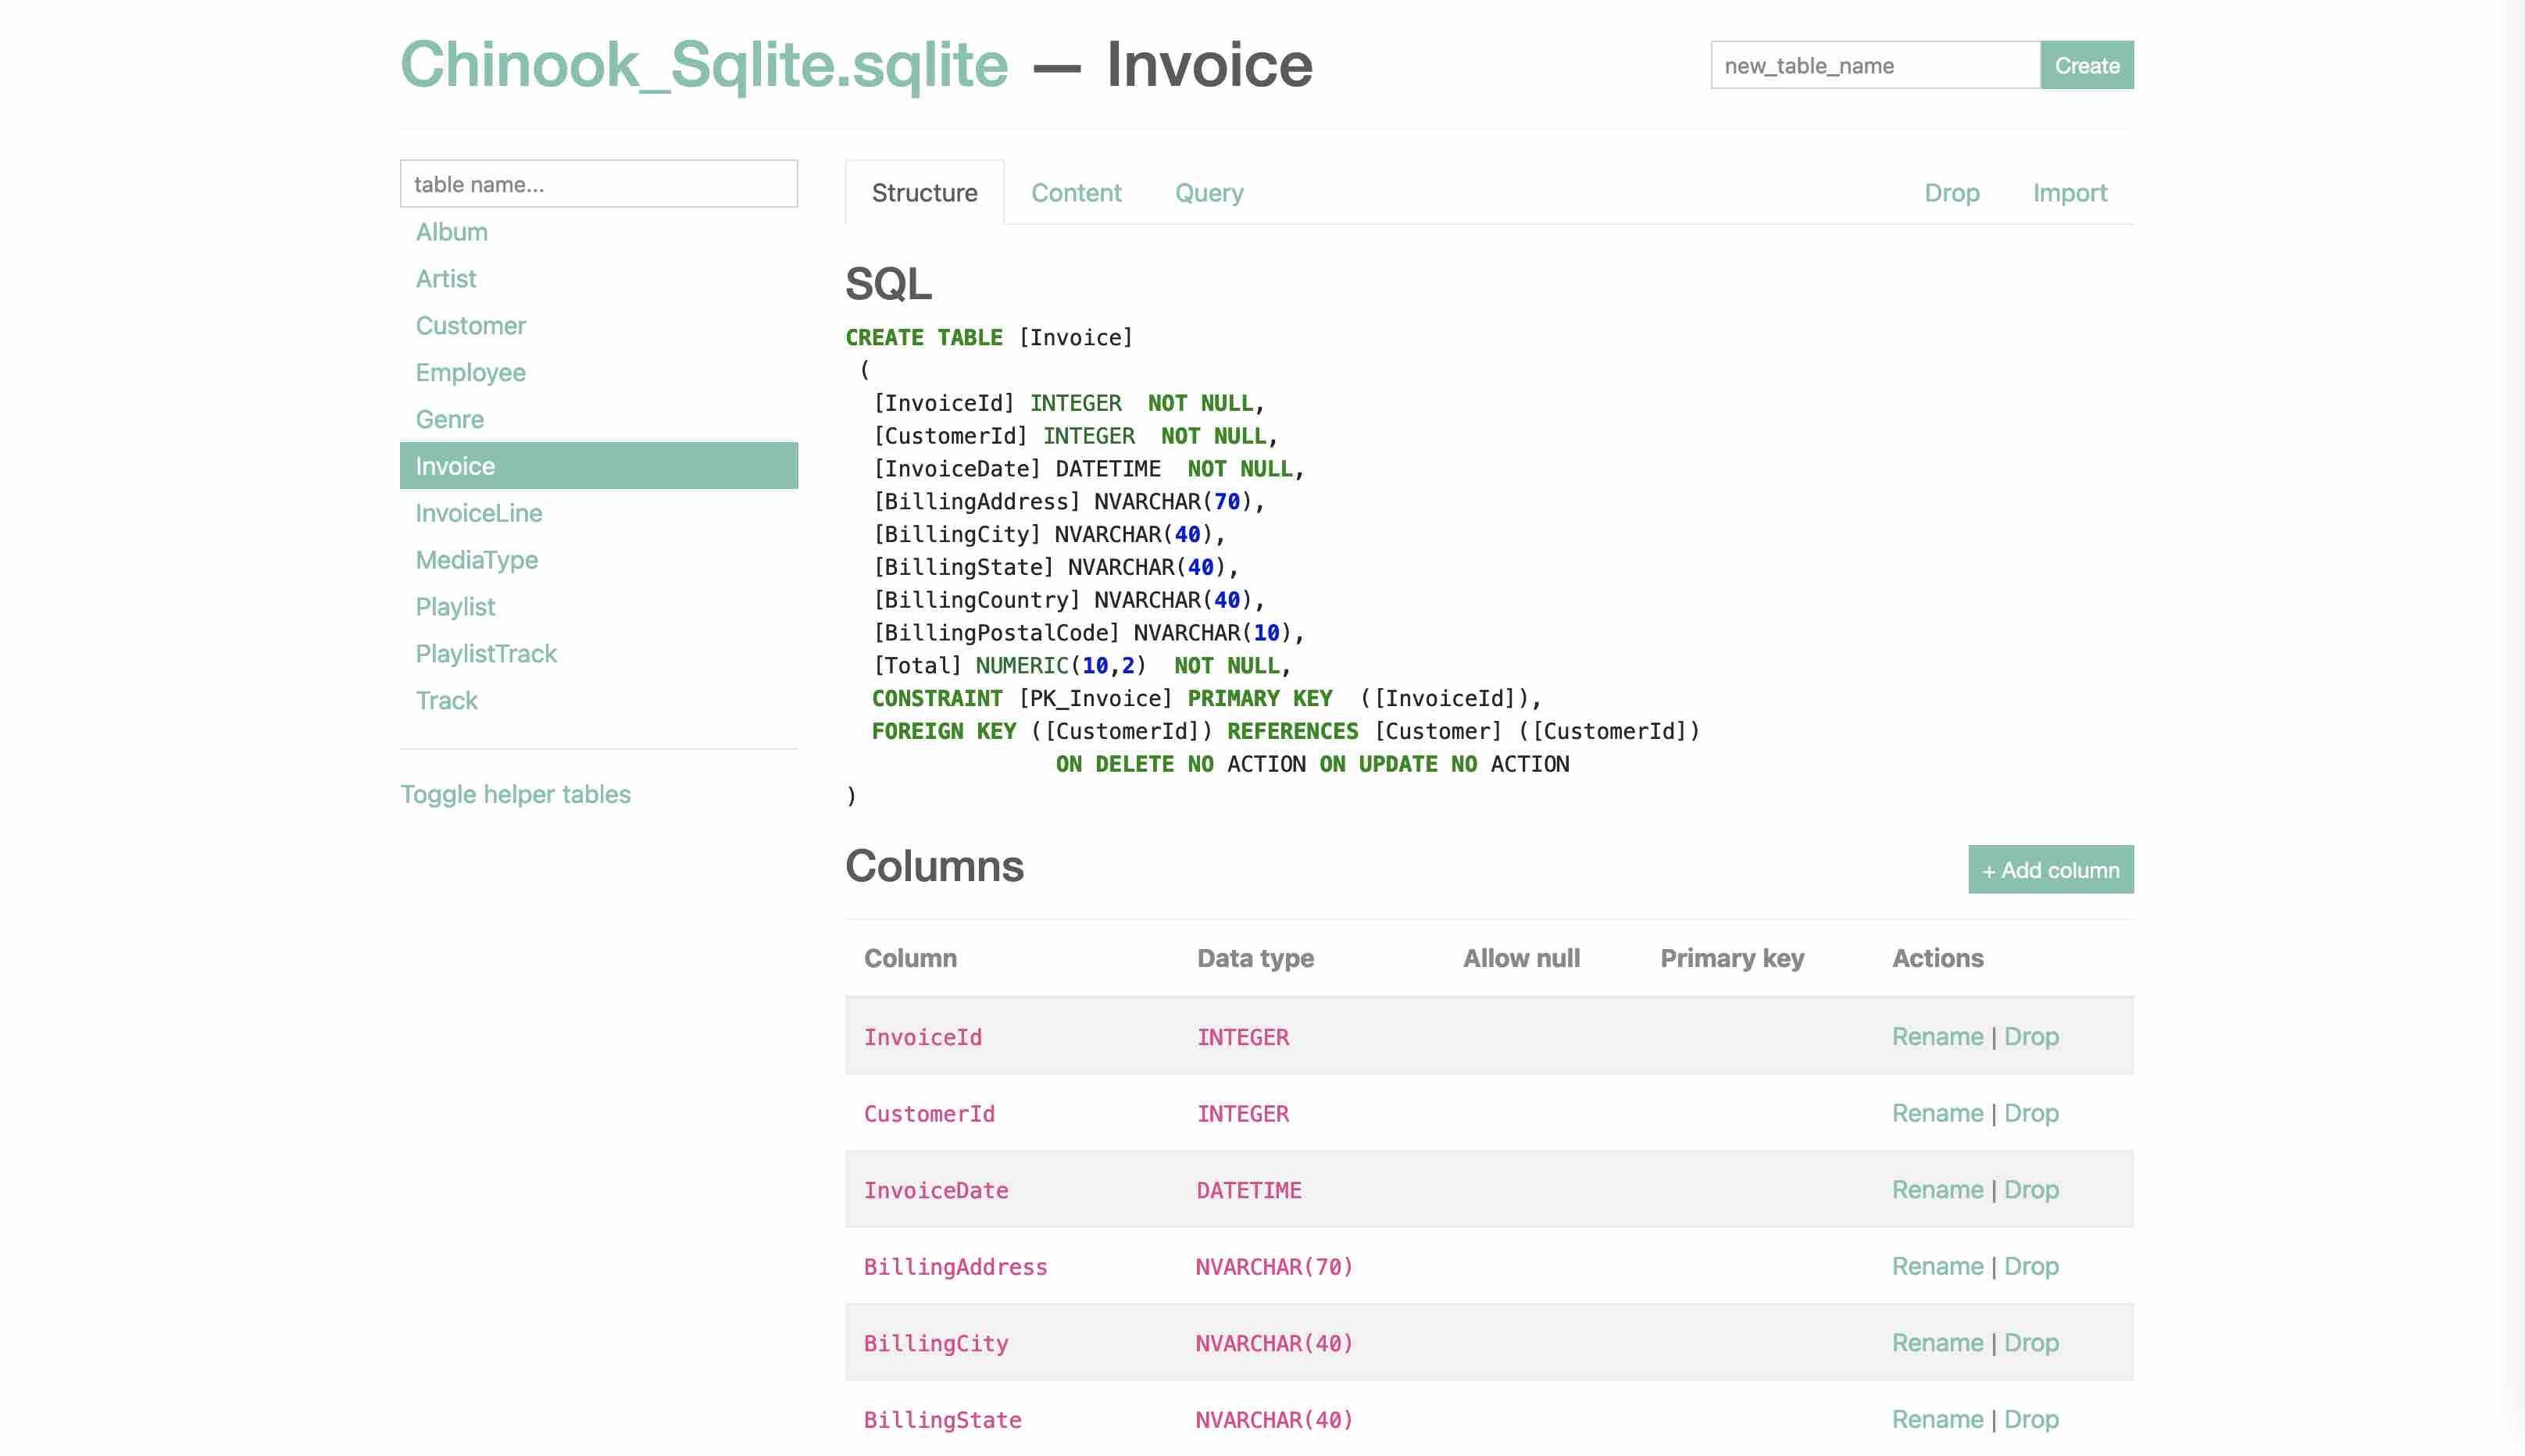 Chinook_Sqlite.sqlite — Invoice
new_table_name Create
table name...
Album
Artist
Customer
Employee
Genre
Invoice
InvoiceLine
MediaType
Playlist
PlaylistTrack
Track
Toggle helper tables
Structure Content Query Drop Import
SQL
CREATE TABLE [Invoice]
(
[InvoiceId] INTEGER  NOT NULL,
[CustomerId] INTEGER  NOT NULL,
[InvoiceDate] DATETIME  NOT NULL,
[BillingAddress] NVARCHAR(70),
[BillingCity] NVARCHAR(40),
[BillingState] NVARCHAR(40),
[BillingCountry] NVARCHAR(40),
[BillingPostalCode] NVARCHAR(10),
[Total] NUMERIC(10,2)  NOT NULL,
CONSTRAINT [PK_Invoice] PRIMARY KEY  ([InvoiceId]),
FOREIGN KEY ([CustomerId]) REFERENCES [Customer] ([CustomerId])
ON DELETE NO ACTION ON UPDATE NO ACTION
)
Columns
+ Add column
Column Data type Allow null Primary key Actions
InvoiceId INTEGER Rename | Drop
CustomerId INTEGER Rename | Drop
InvoiceDate DATETIME Rename | Drop
BillingAddress NVARCHAR(70) Rename | Drop
BillingCity NVARCHAR(40) Rename | Drop
BillingState NVARCHAR(40) Rename | Drop